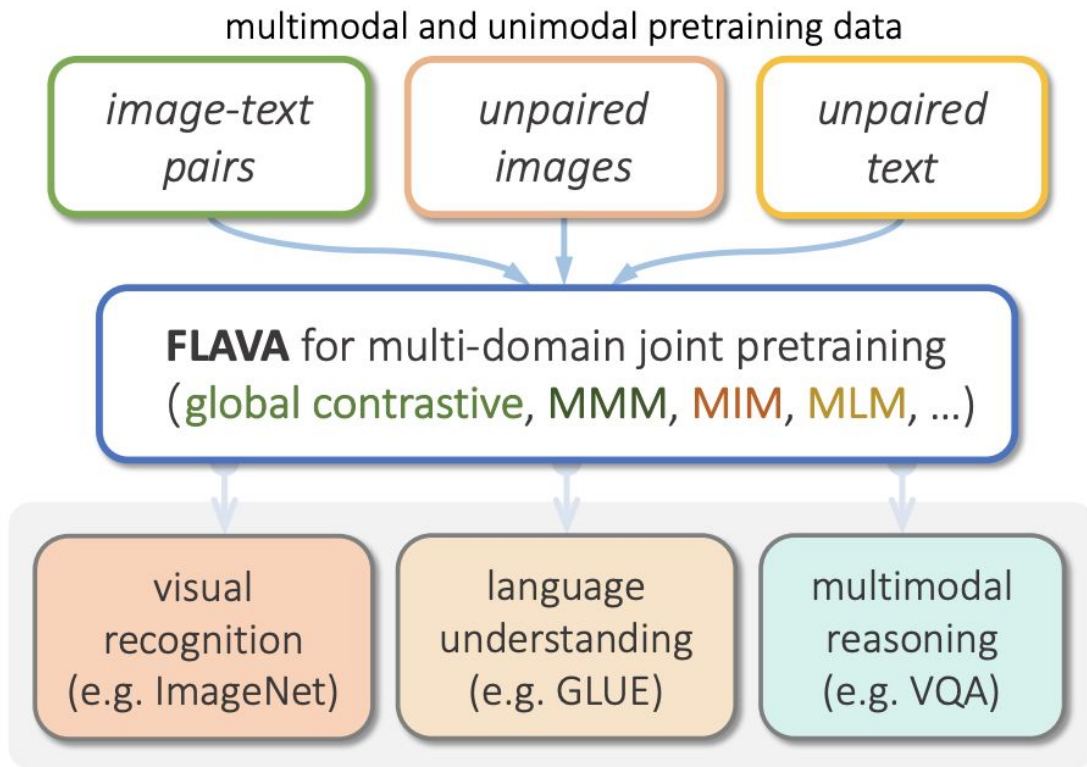 multimodal and unimodal pretraining data
image-text
pairs
unpaired
images
unpaired
text
FLAVA for multi-domain joint pretraining
(global contrastive, MMM, MIM, MLM, ...)
visual
recognition
(e.g. ImageNet)
language
understanding
(e.g. GLUE)
multimodal
reasoning
(e.g. VQA)